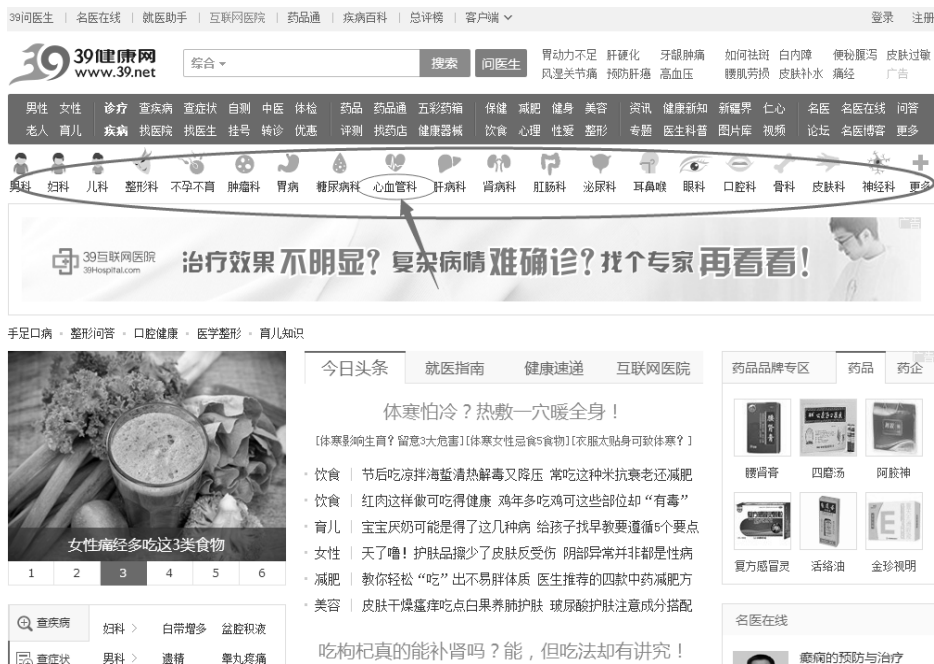 39问医生 名医在线 就医助手 互联网医院 药品通 疾病百科 总评榜 客户端 登录 注册
39健康网
www.39.net
综合 搜索 问医生
胃动力不足 肝硬化 牙龈肿痛 如何祛斑 白内障 便秘腹泻 皮肤过敏
风湿关节痛 预防肝癌 高血压 腰肌劳损 皮肤补水 痛经 广告
男性 女性 诊疗 查疾病 查症状 自测 中医 体检 药品 药品通 五彩药箱 保健 减肥 健身 美容 资讯 健康新知 新疆界 仁心 名医 名医在线 问答
老人 育儿 疾病 找医院 找医生 挂号 转诊 优惠 评测 找药店 健康器械 饮食 心理 性爱 整形 专题 医生科普 图片库 视频 论坛 名医博客 更多
男科 妇科 儿科 整形科 不孕不育 肿瘤科 胃病 糖尿病科 心血管科 肝病科 肾病科 肛肠科 泌尿科 耳鼻喉 眼科 口腔科 骨科 皮肤科 神经科 更多
广告
39互联网医院
39Hospital.com
治疗效果不明显?复杂病情难确诊?找个专家再看看!
手足口病 · 整形问答 · 口腔健康 · 医学整形 · 育儿知识
女性痛经多吃这3类食物
1 2 3 4 5 6
查疾病 妇科 > 白带增多 盆腔积液
查症状 男科 > 遗精 睾丸疼痛
今日头条 就医指南 健康速递 互联网医院
体寒怕冷？热敷一穴暖全身！
[体寒影响生育？留意3大危害][体寒女性忌食5食物][衣服太贴身可致体寒？]
饮食 | 节后吃凉拌海蜇清热解毒又降压 常吃这种米抗衰老还减肥
饮食 | 红肉这样做可吃得健康 鸡年多吃鸡可这些部位却“有毒”
育儿 | 宝宝厌奶可能是得了这几种病 给孩子找早教要遵循5个要点
女性 | 天了噜！护肤品擦少了皮肤反受伤 阴部异常并非都是性病
减肥 | 教你轻松“吃”出不易胖体质 医生推荐的四款中药减肥方
美容 | 皮肤干燥瘙痒吃点白果养肺护肤 玻尿酸护肤注意成分搭配
吃枸杞真的能补肾吗？能，但吃法却有讲究！
药品品牌专区 药品 药企
腰肾膏 四磨汤 阿胶神
复方感冒灵 活络油 金珍视明
名医在线
癫痫的预防与治疗